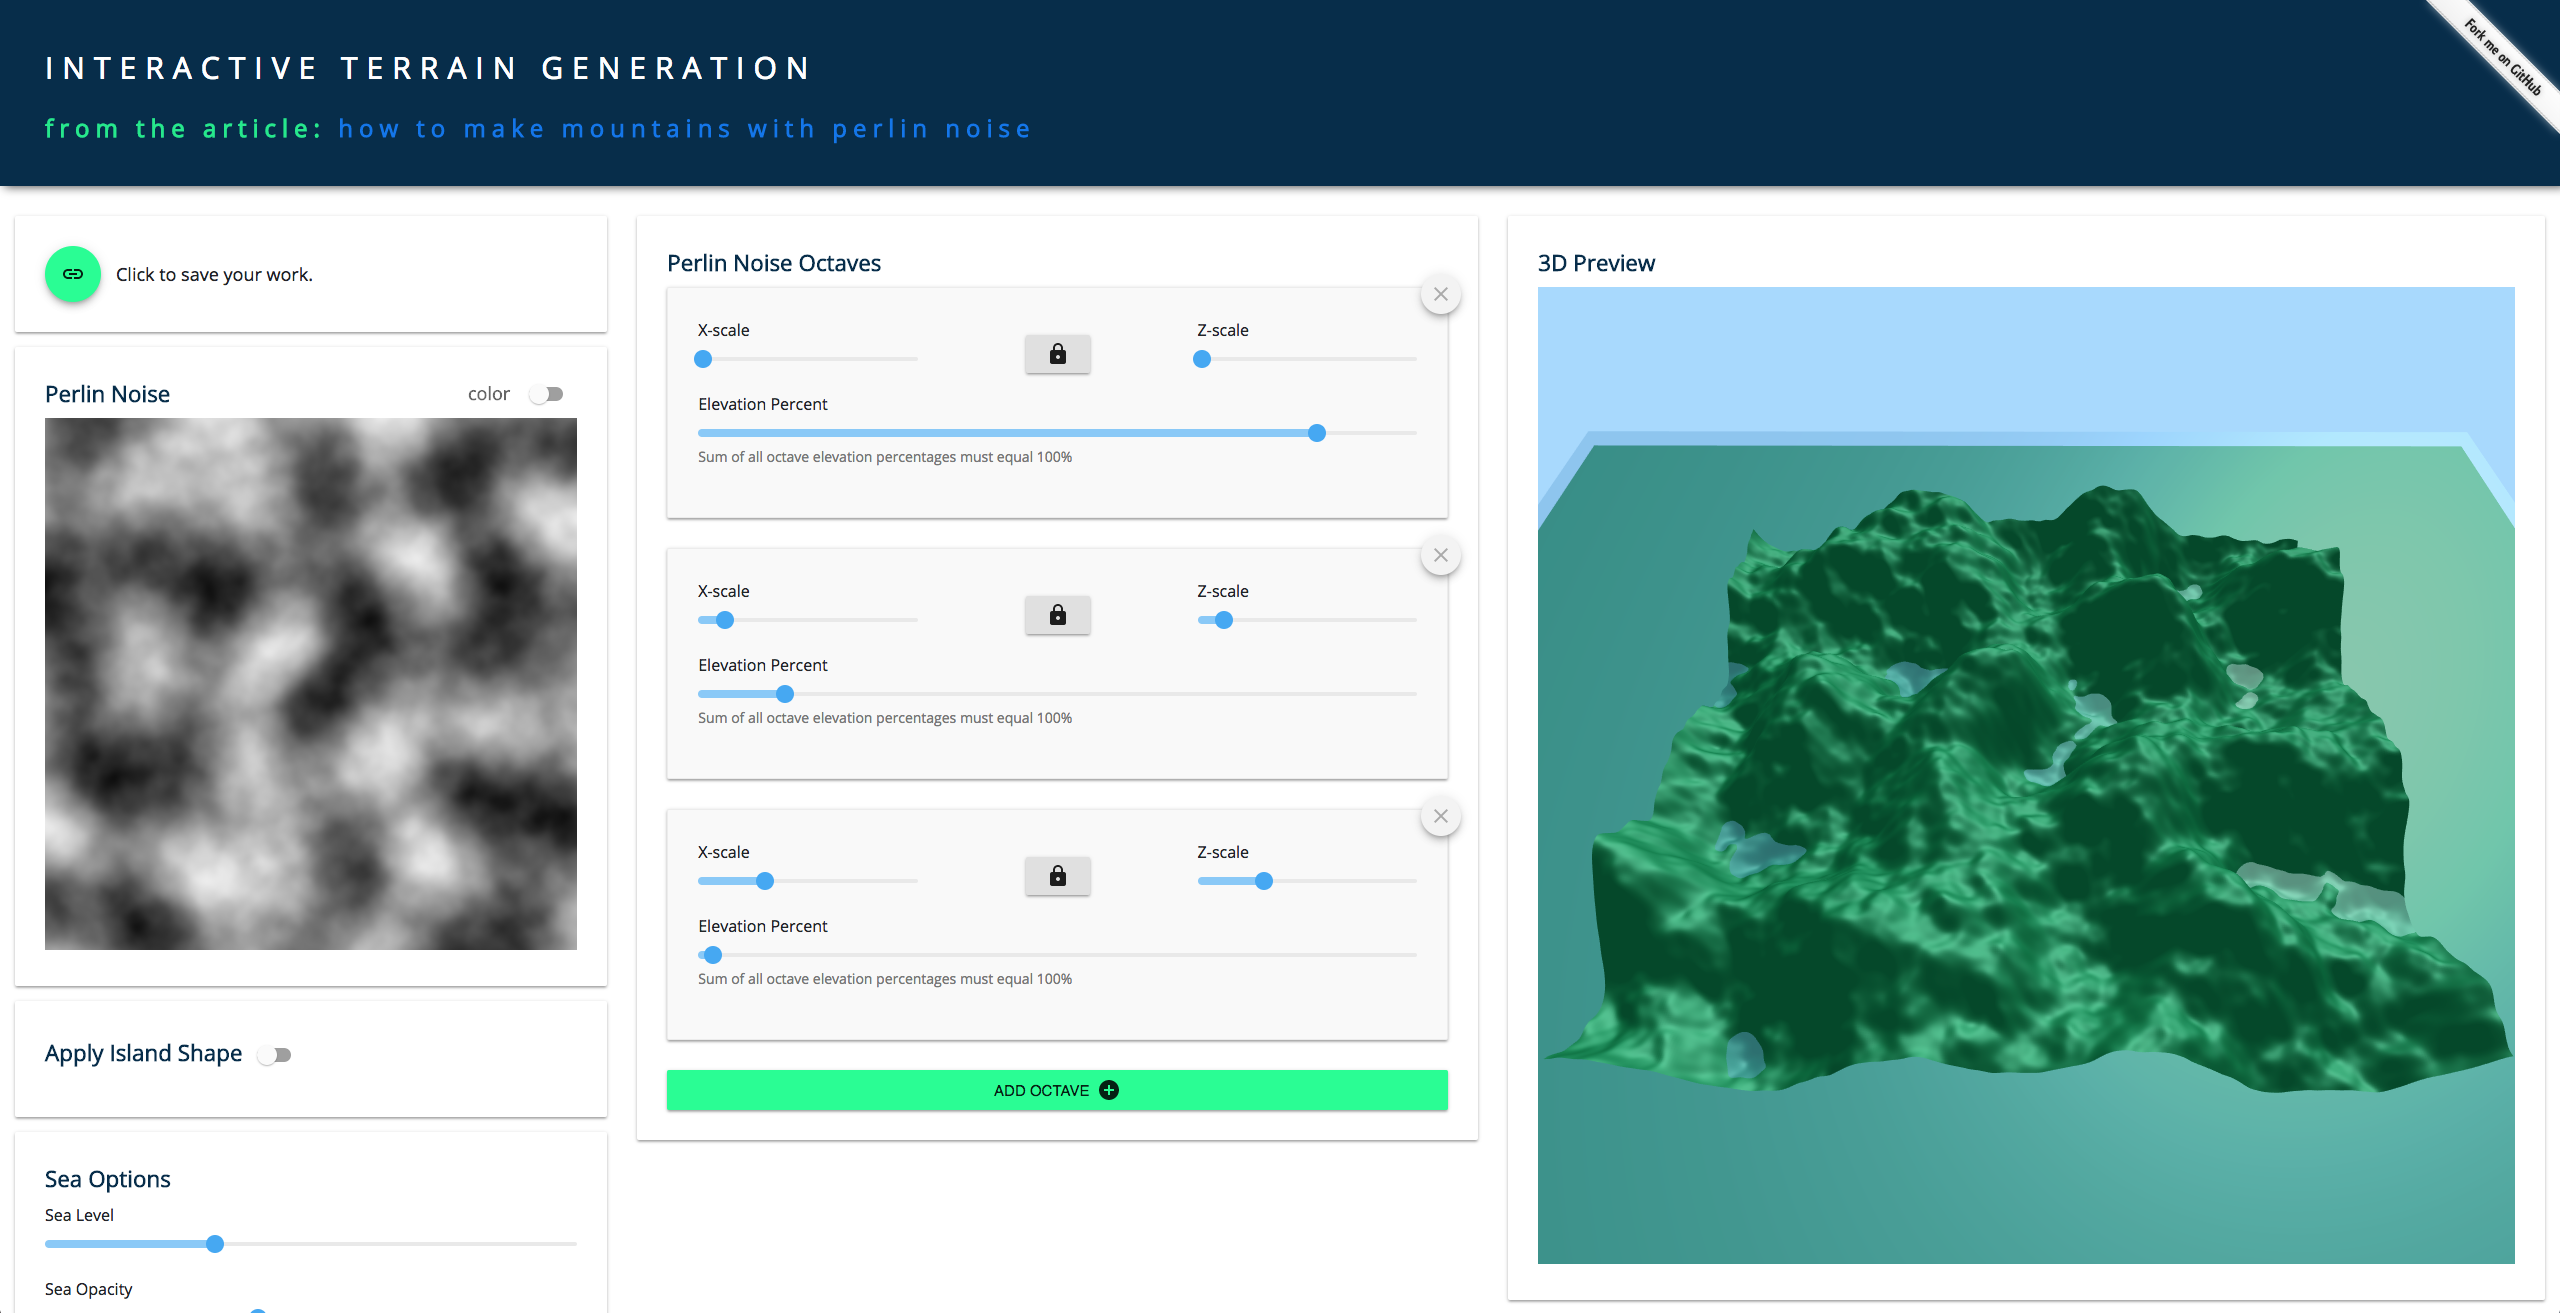 INTERACTIVE TERRAIN GENERATION
from the article: how to make mountains with perlin noise
Fork me on GitHub
Click to save your work.
Perlin Noise
color
Apply Island Shape
Sea Options
Sea Level
Sea Opacity
Perlin Noise Octaves
X-scale
Z-scale
Elevation Percent
Sum of all octave elevation percentages must equal 100%
X-scale
Z-scale
Elevation Percent
Sum of all octave elevation percentages must equal 100%
X-scale
Z-scale
Elevation Percent
Sum of all octave elevation percentages must equal 100%
ADD OCTAVE
3D Preview